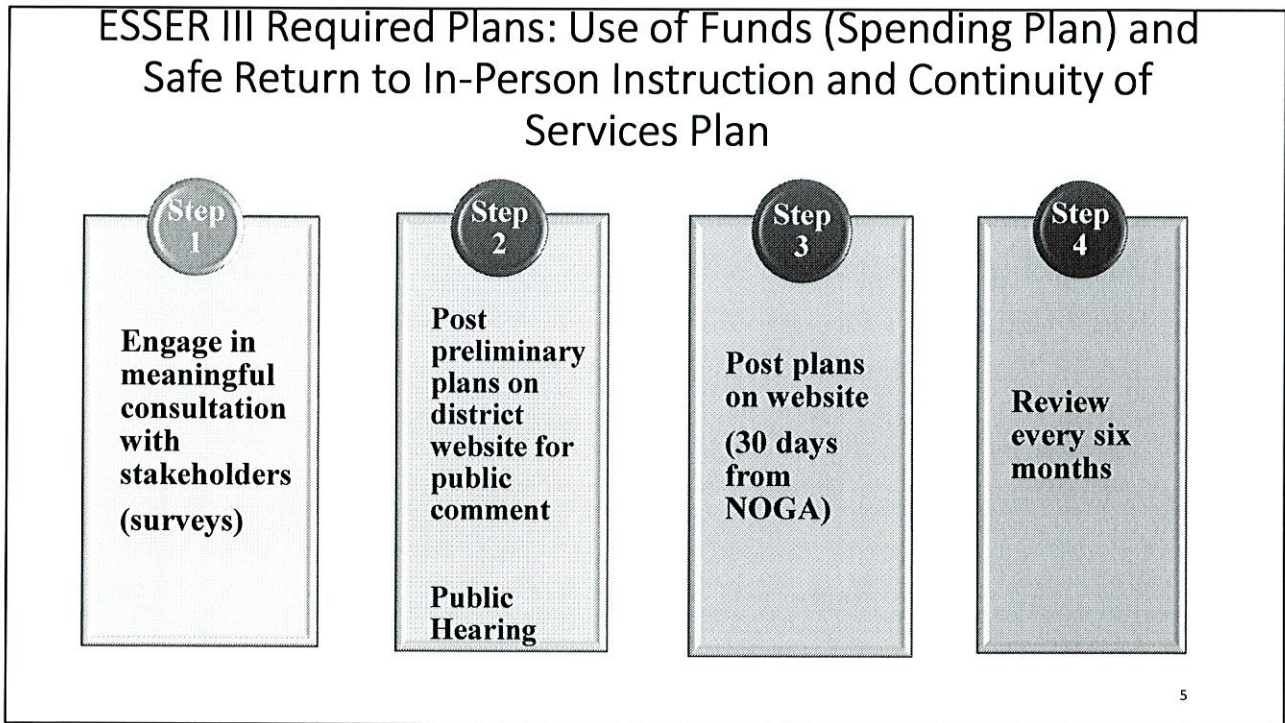 ESSER III Required Plans: Use of Funds (Spending Plan) and
Safe Return to In-Person Instruction and Continuity of
Services Plan
Step
1
Engage in
meaningful
consultation
with
stakeholders
(surveys)
Step
2
Post
preliminary
plans on
district
website for
public
comment
Public
Hearing
Step
3
Post plans
on website
(30 days
from
NOGA)
Step
4
Review
every six
months
5